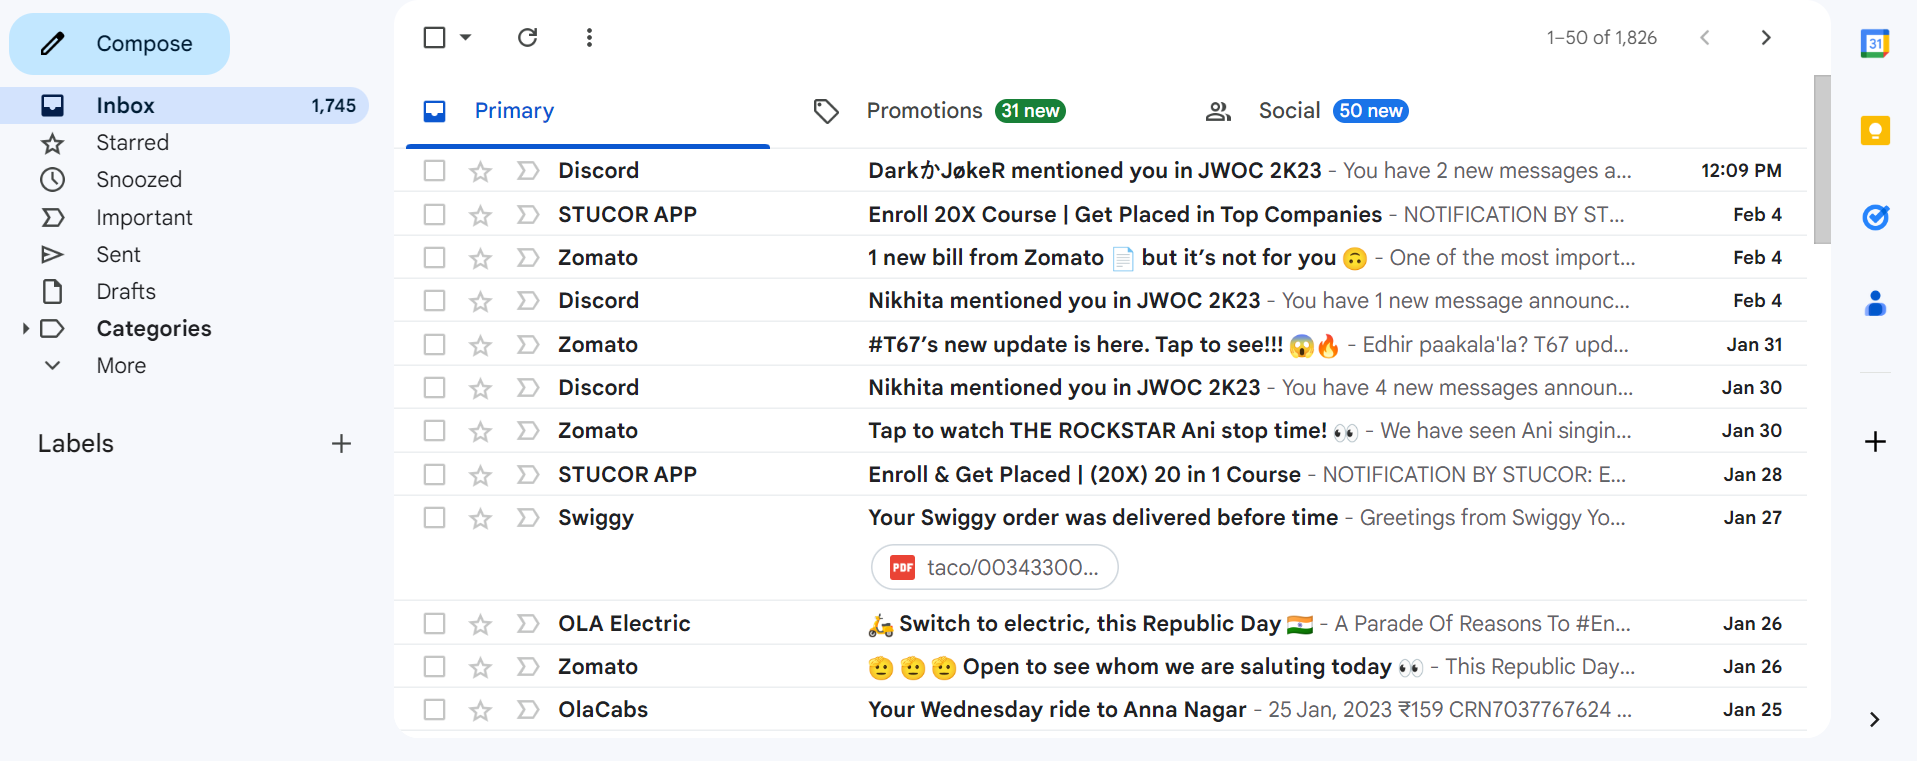 Compose
Inbox 1,745
Starred
Snoozed
Important
Sent
Drafts
Categories
More
Labels
1–50 of 1,826
Primary
Promotions 31 new
Social 50 new
Discord DarkかJøkeR mentioned you in JWOC 2K23 - You have 2 new messages a... 12:09 PM
STUCOR APP Enroll 20X Course | Get Placed in Top Companies - NOTIFICATION BY ST... Feb 4
Zomato 1 new bill from Zomato 📄 but it’s not for you 🙃 - One of the most import... Feb 4
Discord Nikhita mentioned you in JWOC 2K23 - You have 1 new message announc... Feb 4
Zomato #T67’s new update is here. Tap to see!!! 😱🔥 - Edhir paakala'la? T67 upd... Jan 31
Discord Nikhita mentioned you in JWOC 2K23 - You have 4 new messages announ... Jan 30
Zomato Tap to watch THE ROCKSTAR Ani stop time! 👀 - We have seen Ani singin... Jan 30
STUCOR APP Enroll & Get Placed | (20X) 20 in 1 Course - NOTIFICATION BY STUCOR: E... Jan 28
Swiggy Your Swiggy order was delivered before time - Greetings from Swiggy Yo... Jan 27
PDF taco/00343300...
OLA Electric 🛵 Switch to electric, this Republic Day 🇮🇳 - A Parade Of Reasons To #En... Jan 26
Zomato 🫡 🫡 🫡 Open to see whom we are saluting today 👀 - This Republic Day... Jan 26
OlaCabs Your Wednesday ride to Anna Nagar - 25 Jan, 2023 ₹159 CRN7037767624 ... Jan 25
31